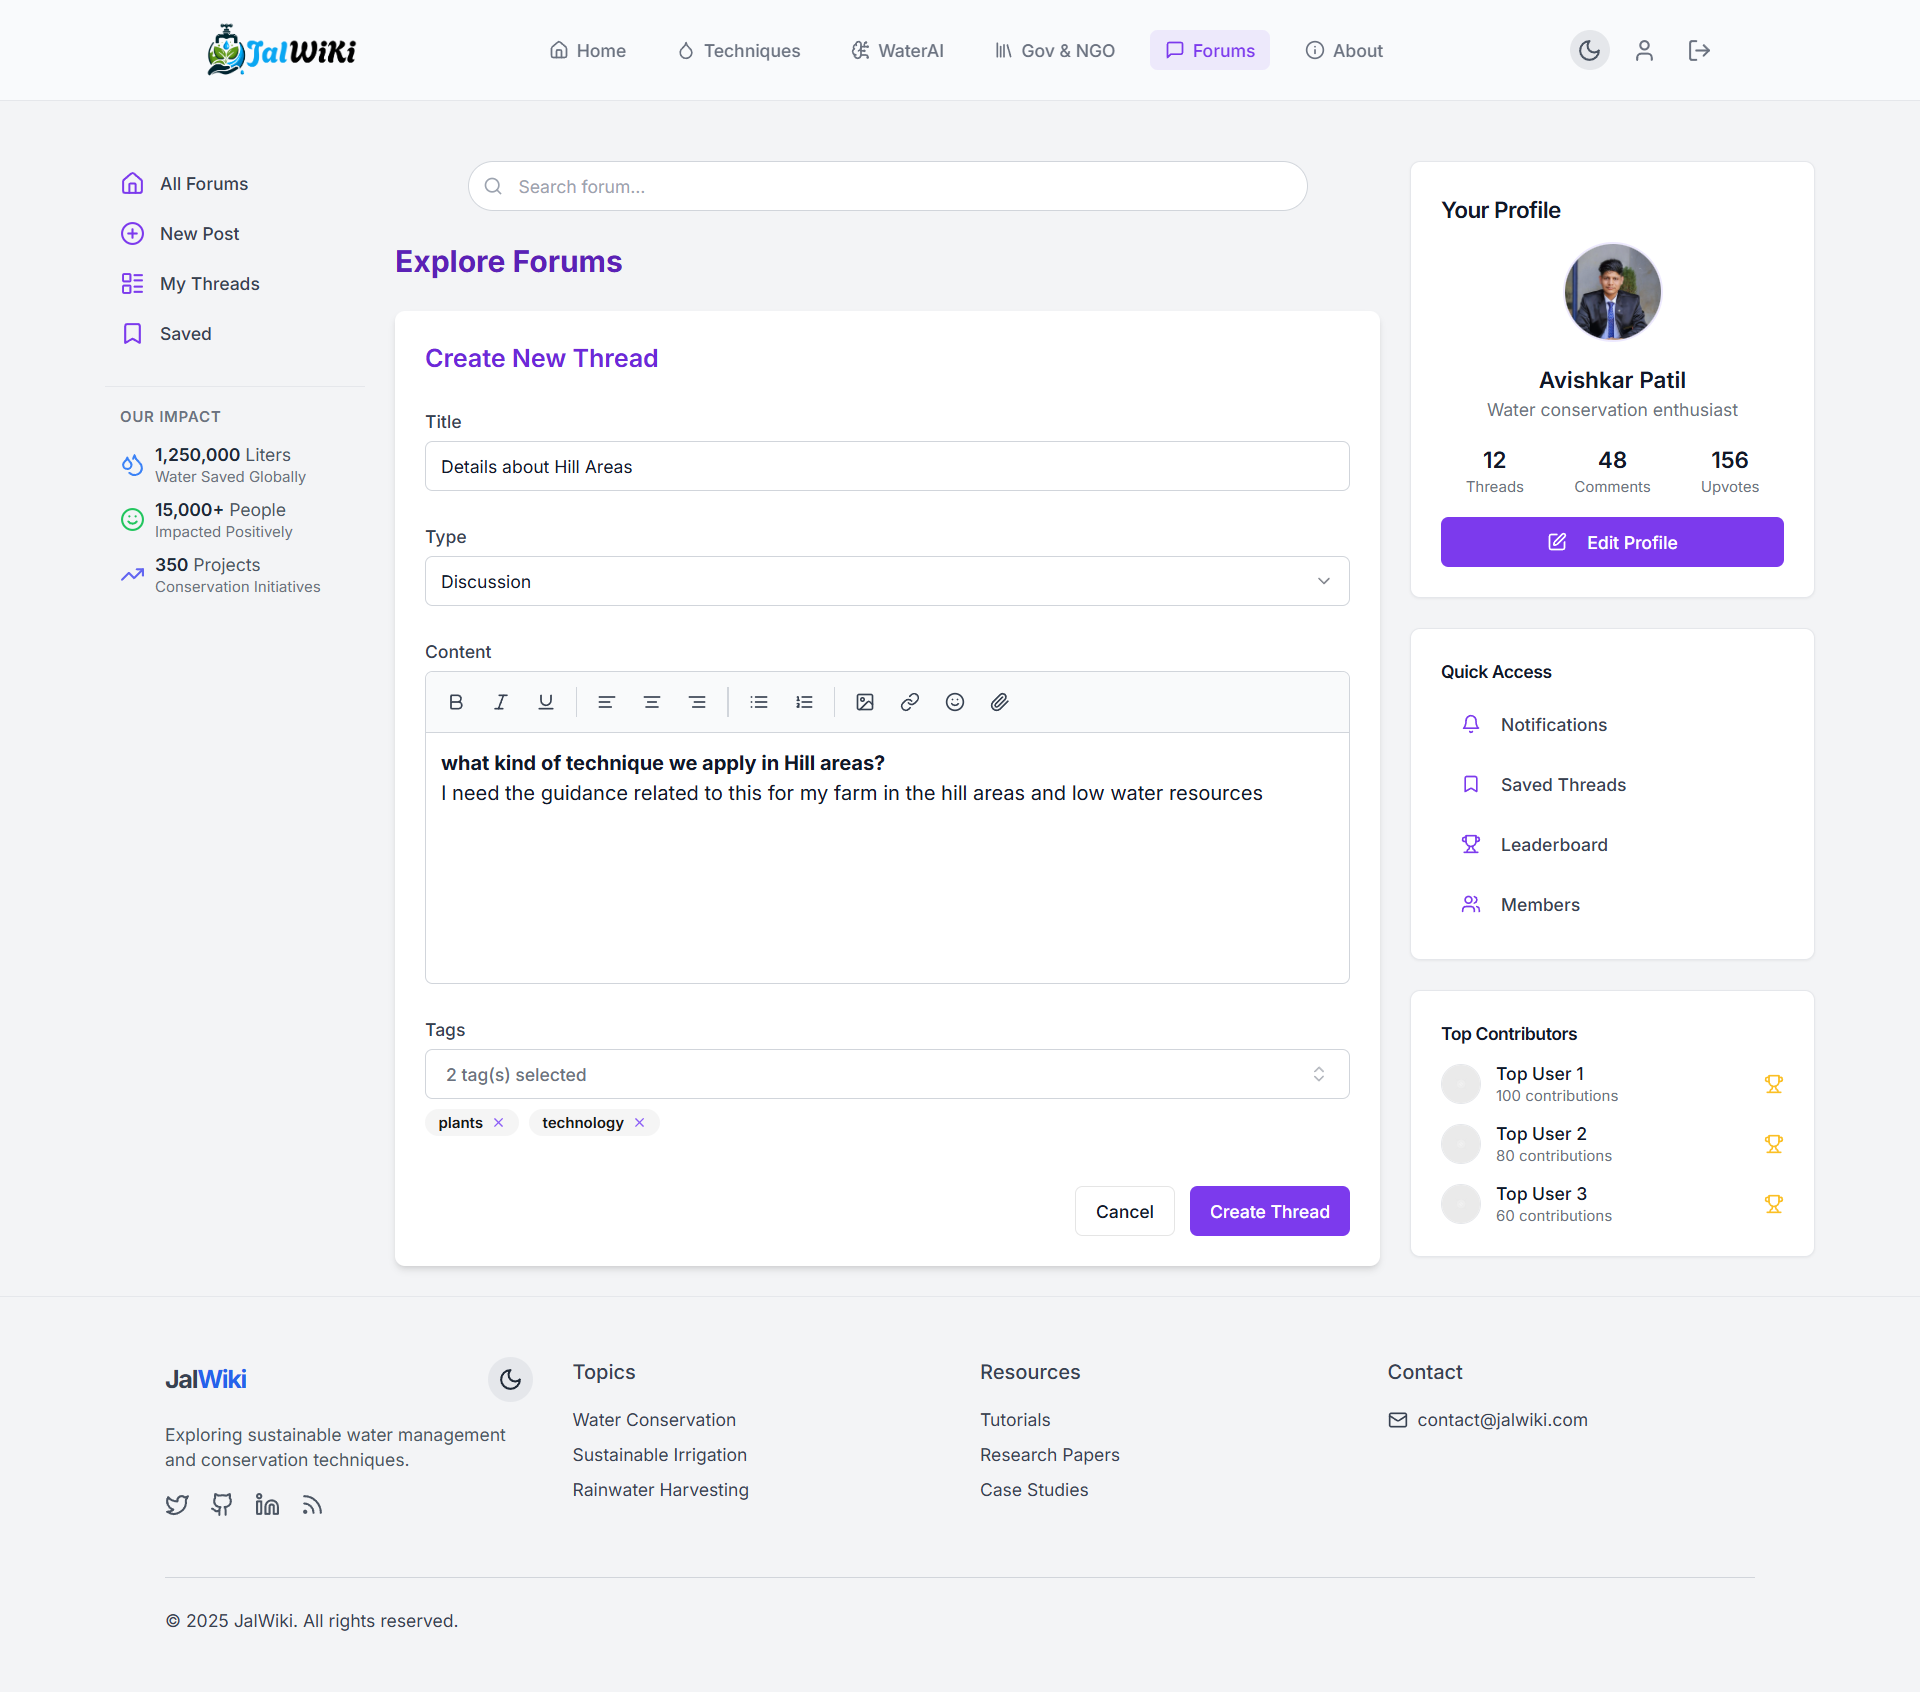 JalWiKi
Home
Techniques
WaterAI
Gov & NGO
Forums
About
All Forums
New Post
My Threads
Saved
OUR IMPACT
1,250,000 Liters
Water Saved Globally
15,000+ People
Impacted Positively
350 Projects
Conservation Initiatives
Search forum...
Explore Forums
Create New Thread
Title
Details about Hill Areas
Type
Discussion
Content
what kind of technique we apply in Hill areas?
I need the guidance related to this for my farm in the hill areas and low water resources
Tags
2 tag(s) selected
plants
technology
Cancel
Create Thread
Your Profile
Avishkar Patil
Water conservation enthusiast
12
Threads
48
Comments
156
Upvotes
Edit Profile
Quick Access
Notifications
Saved Threads
Leaderboard
Members
Top Contributors
Top User 1
100 contributions
Top User 2
80 contributions
Top User 3
60 contributions
JalWiki
Exploring sustainable water management
and conservation techniques.
Topics
Water Conservation
Sustainable Irrigation
Rainwater Harvesting
Resources
Tutorials
Research Papers
Case Studies
Contact
contact@jalwiki.com
© 2025 JalWiki. All rights reserved.